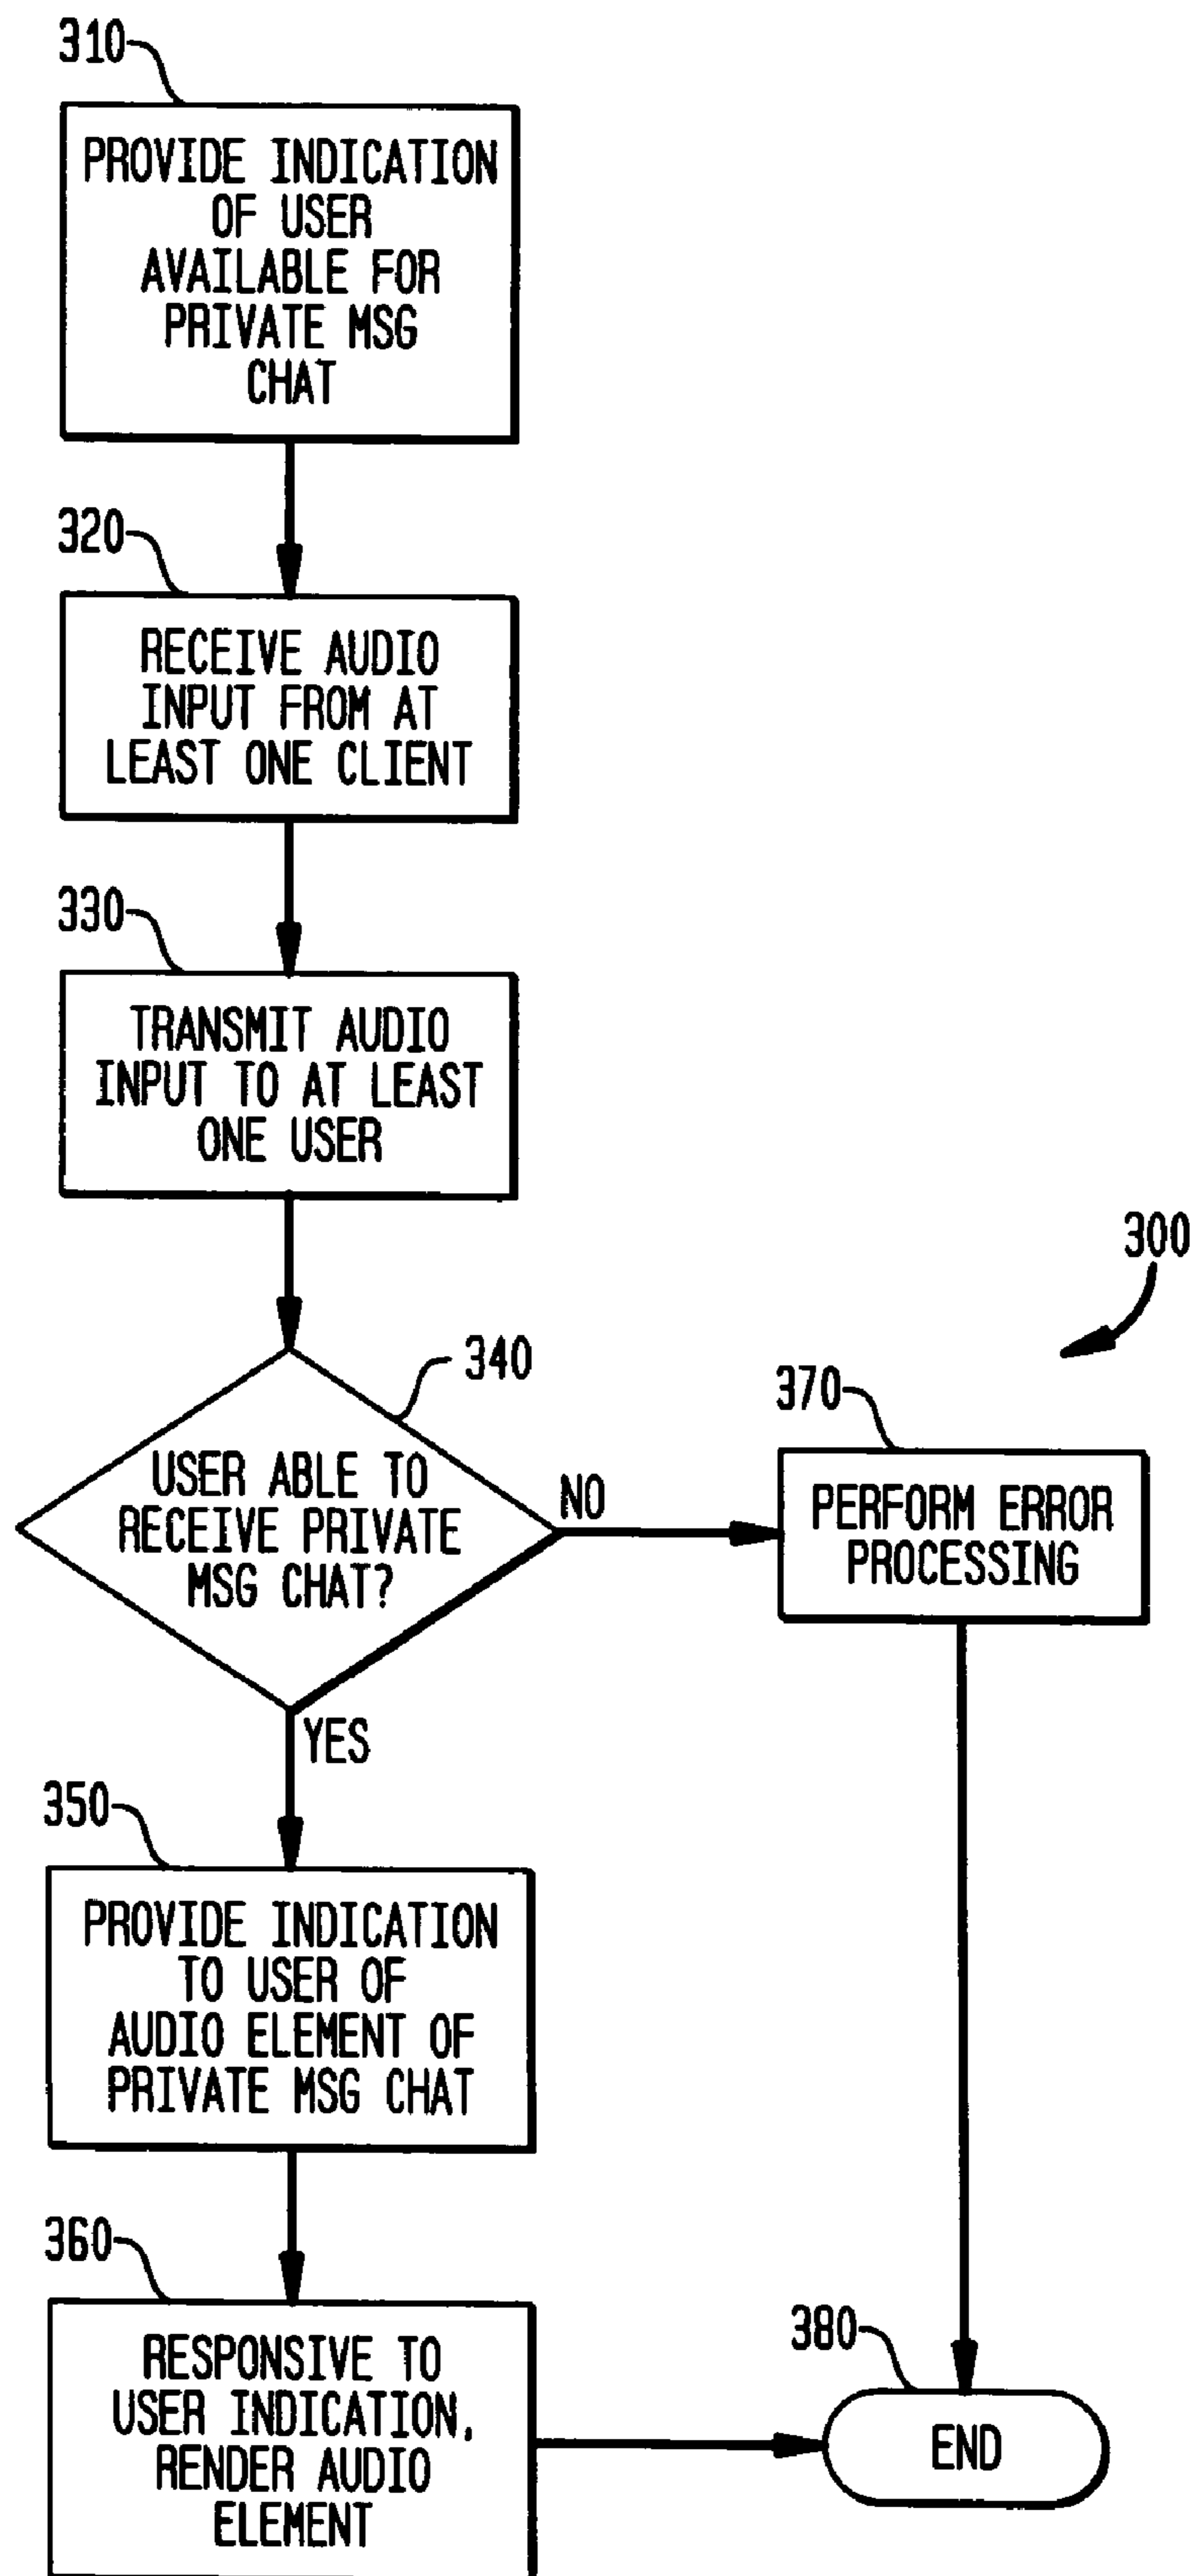 310
PROVIDE INDICATION
OF USER
AVAILABLE FOR
PRIVATE MSG
CHAT
320
RECEIVE AUDIO
INPUT FROM AT
LEAST ONE CLIENT
330
TRANSMIT AUDIO
INPUT TO AT LEAST
ONE USER
300
340
USER ABLE TO
RECEIVE PRIVATE
MSG CHAT?
NO
370
PERFORM ERROR
PROCESSING
YES
350
PROVIDE INDICATION
TO USER OF
AUDIO ELEMENT OF
PRIVATE MSG CHAT
360
RESPONSIVE TO
USER INDICATION,
RENDER AUDIO
ELEMENT
380
END